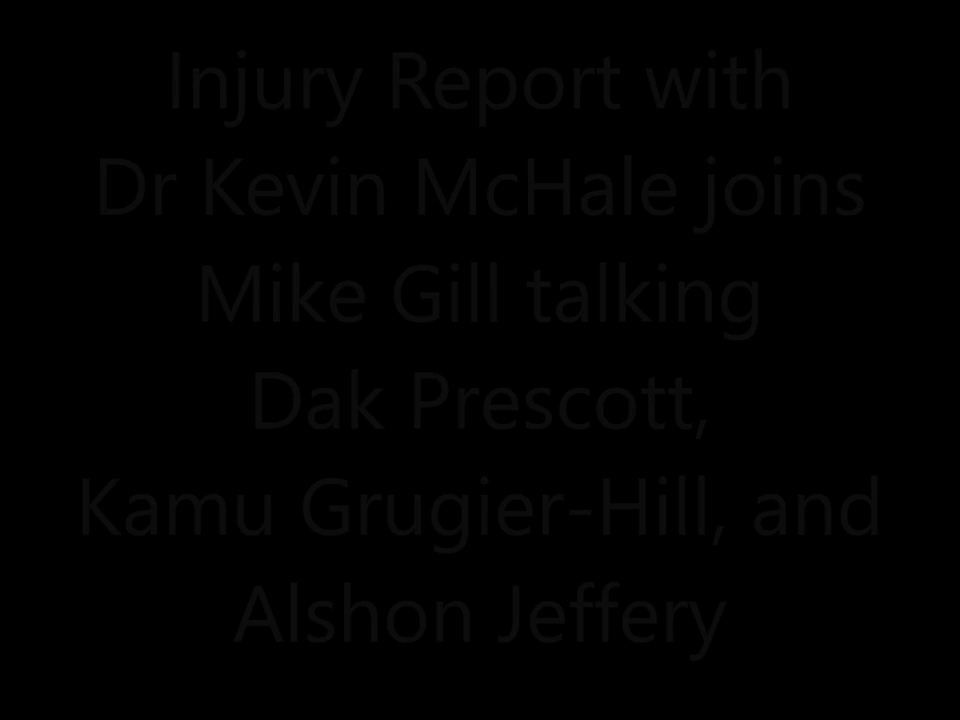 Injury Report with
Dr Kevin McHale joins
Mike Gill talking
Dak Prescott,
Kamu Grugier-Hill, and
Alshon Jeffery